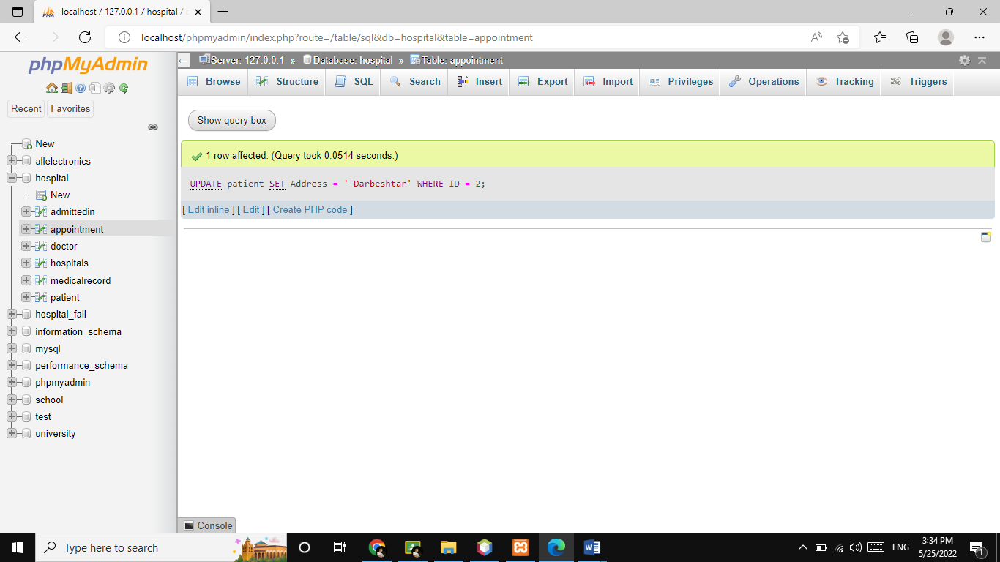 localhost / 127.0.0.1 / hospital /
localhost/phpmyadmin/index.php?route=/table/sql&db=hospital&table=appointment
phpMyAdmin
Recent Favorites
New
allelectronics
hospital
New
admittedin
appointment
doctor
hospitals
medicalrecord
patient
hospital_fail
information_schema
mysql
performance_schema
phpmyadmin
school
test
university
Server: 127.0.0.1 » Database: hospital » Table: appointment
Browse Structure SQL Search Insert Export Import Privileges Operations Tracking Triggers
Show query box
1 row affected. (Query took 0.0514 seconds.)
UPDATE patient SET Address = ' Darbeshtar' WHERE ID = 2;
[ Edit inline ] [ Edit ] [ Create PHP code ]
Console
Type here to search
ENG
3:34 PM
5/25/2022
1